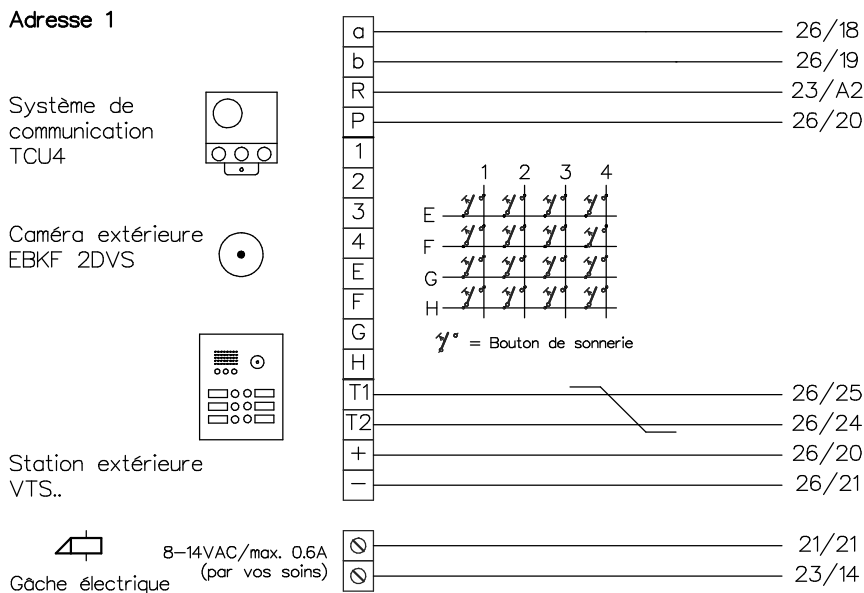 Adresse 1
a 26/18
b 26/19
R 23/A2
P 26/20
Système de
communication
TCU4
1
2
3
4
E
F
G
H
1 2 3 4
E
F
G
H
= Bouton de sonnerie
Caméra extérieure
EBKF 2DVS
T1 26/25
T2 26/24
+ 26/20
− 26/21
Station extérieure
VTS..
8−14VAC/max. 0.6A 21/21
(par vos soins) 23/14
Gâche électrique